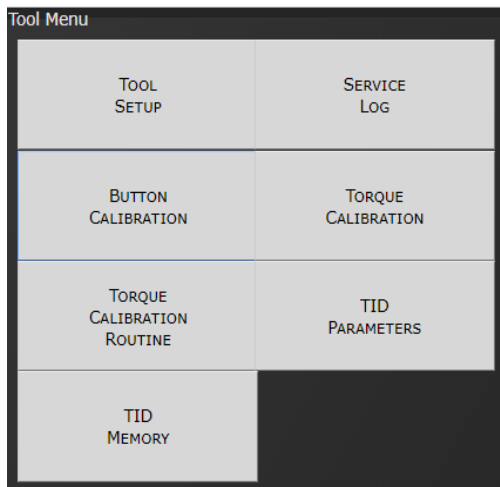 Tool Menu
TOOL
SETUP
SERVICE
LOG
BUTTON
CALIBRATION
TORQUE
CALIBRATION
TORQUE
CALIBRATION
ROUTINE
TID
PARAMETERS
TID
MEMORY